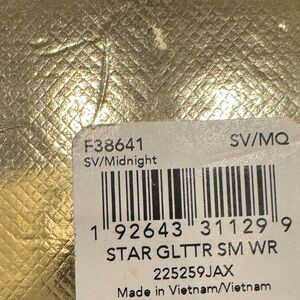 F38641 SV/MQ
SV/Midnight
1 92643 31129 9
STAR GLTTR SM WR
225259JAX
Made in Vietnam/Vietnam